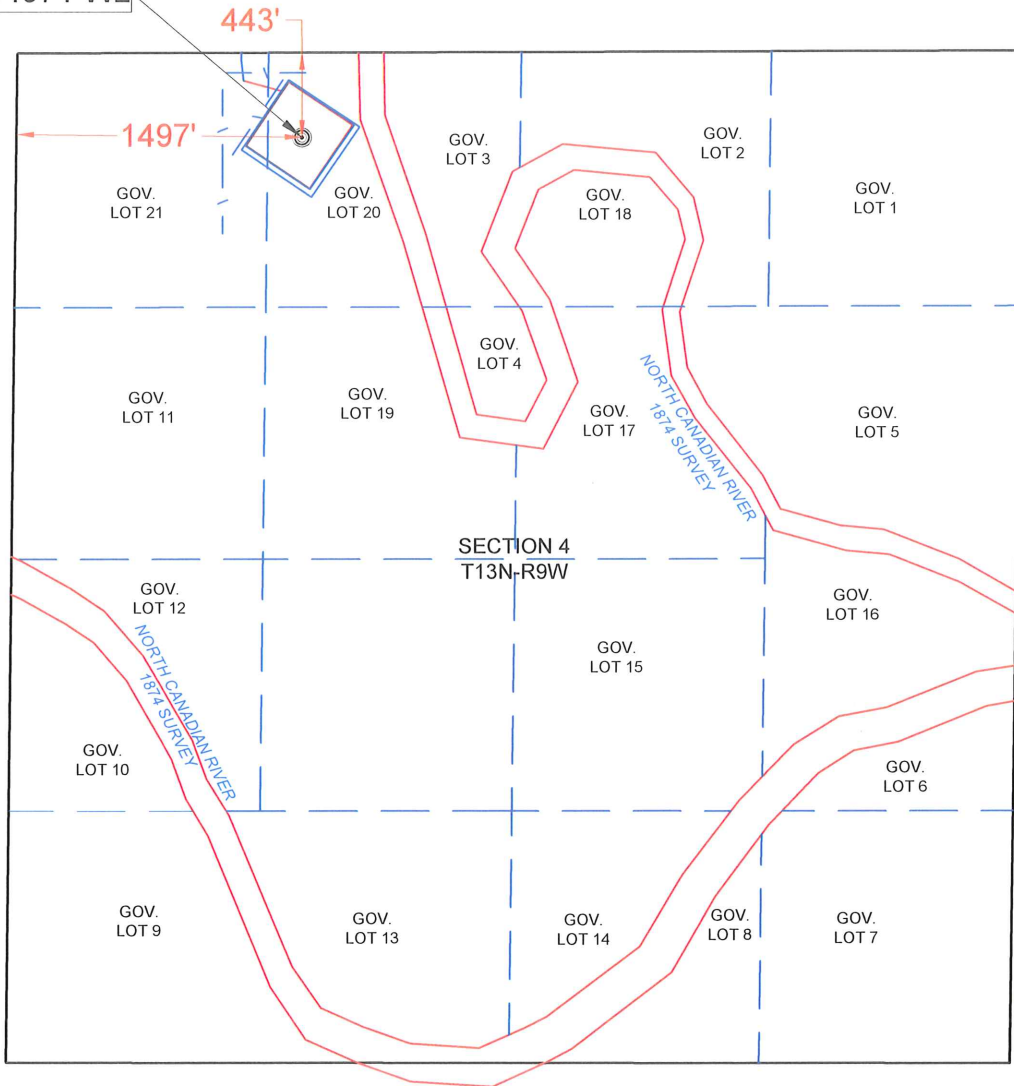 443'
1497'
GOV.
LOT 3
GOV.
LOT 2
GOV.
LOT 1
GOV.
LOT 21
GOV.
LOT 20
GOV.
LOT 18
GOV.
LOT 4
GOV.
LOT 11
GOV.
LOT 19
GOV.
LOT 17
NORTH CANADIAN RIVER
1874 SURVEY
GOV.
LOT 5
SECTION 4
T13N-R9W
GOV.
LOT 12
GOV.
LOT 16
GOV.
LOT 15
NORTH CANADIAN RIVER
1874 SURVEY
GOV.
LOT 10
GOV.
LOT 6
GOV.
LOT 9
GOV.
LOT 13
GOV.
LOT 14
GOV.
LOT 8
GOV.
LOT 7